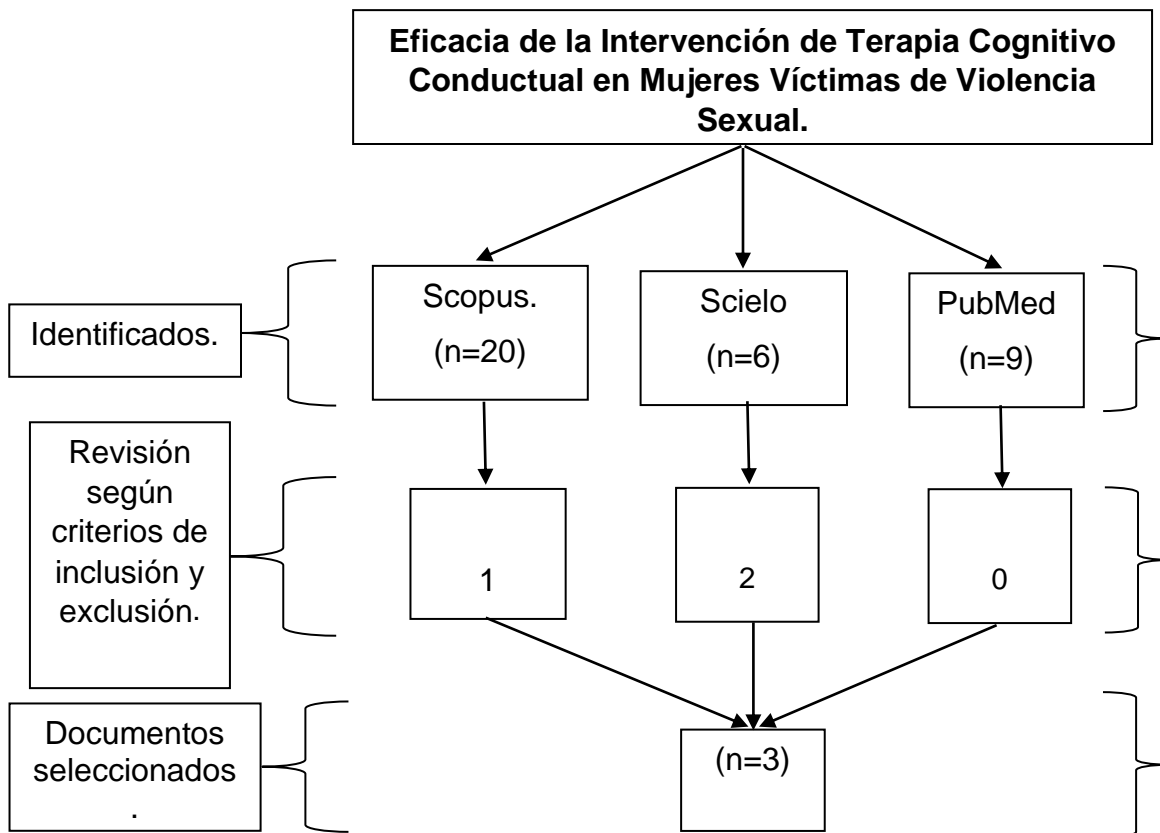 Eficacia de la Intervención de Terapia Cognitivo
Conductual en Mujeres Víctimas de Violencia
Sexual.
Identificados.
Scopus.
(n=20)
Scielo
(n=6)
PubMed
(n=9)
Revisión
según
criterios de
inclusión y
exclusión.
1
2
0
Documentos
seleccionados
.
(n=3)